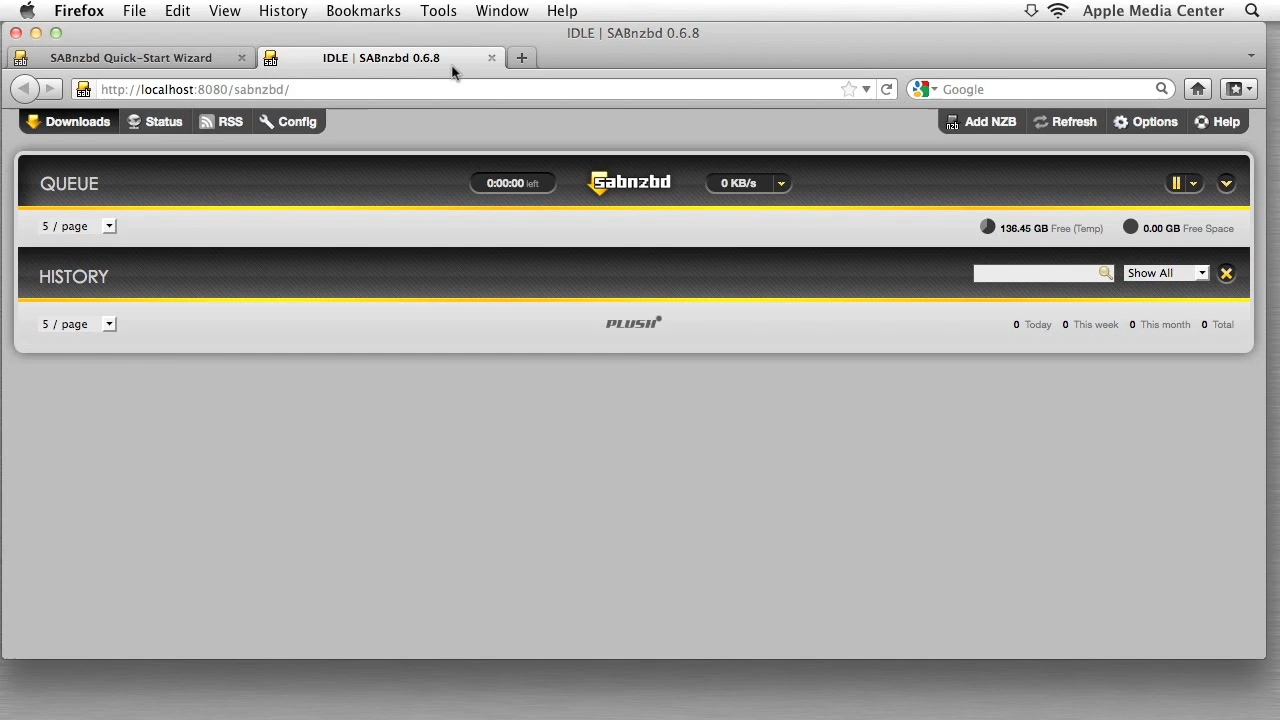 Firefox File Edit View History Bookmarks Tools Window Help Apple Media Center
IDLE | SABnzbd 0.6.8
SABnzbd Quick-Start Wizard IDLE | SABnzbd 0.6.8
http://localhost:8080/sabnzbd/ Google
Downloads Status RSS Config nzb Add NZB Refresh Options Help
QUEUE 0:00:00 left sabnzbd 0 KB/s
5 / page 136.45 GB Free (Temp) 0.00 GB Free Space
HISTORY Show All
5 / page PLUSH 0 Today 0 This week 0 This month 0 Total